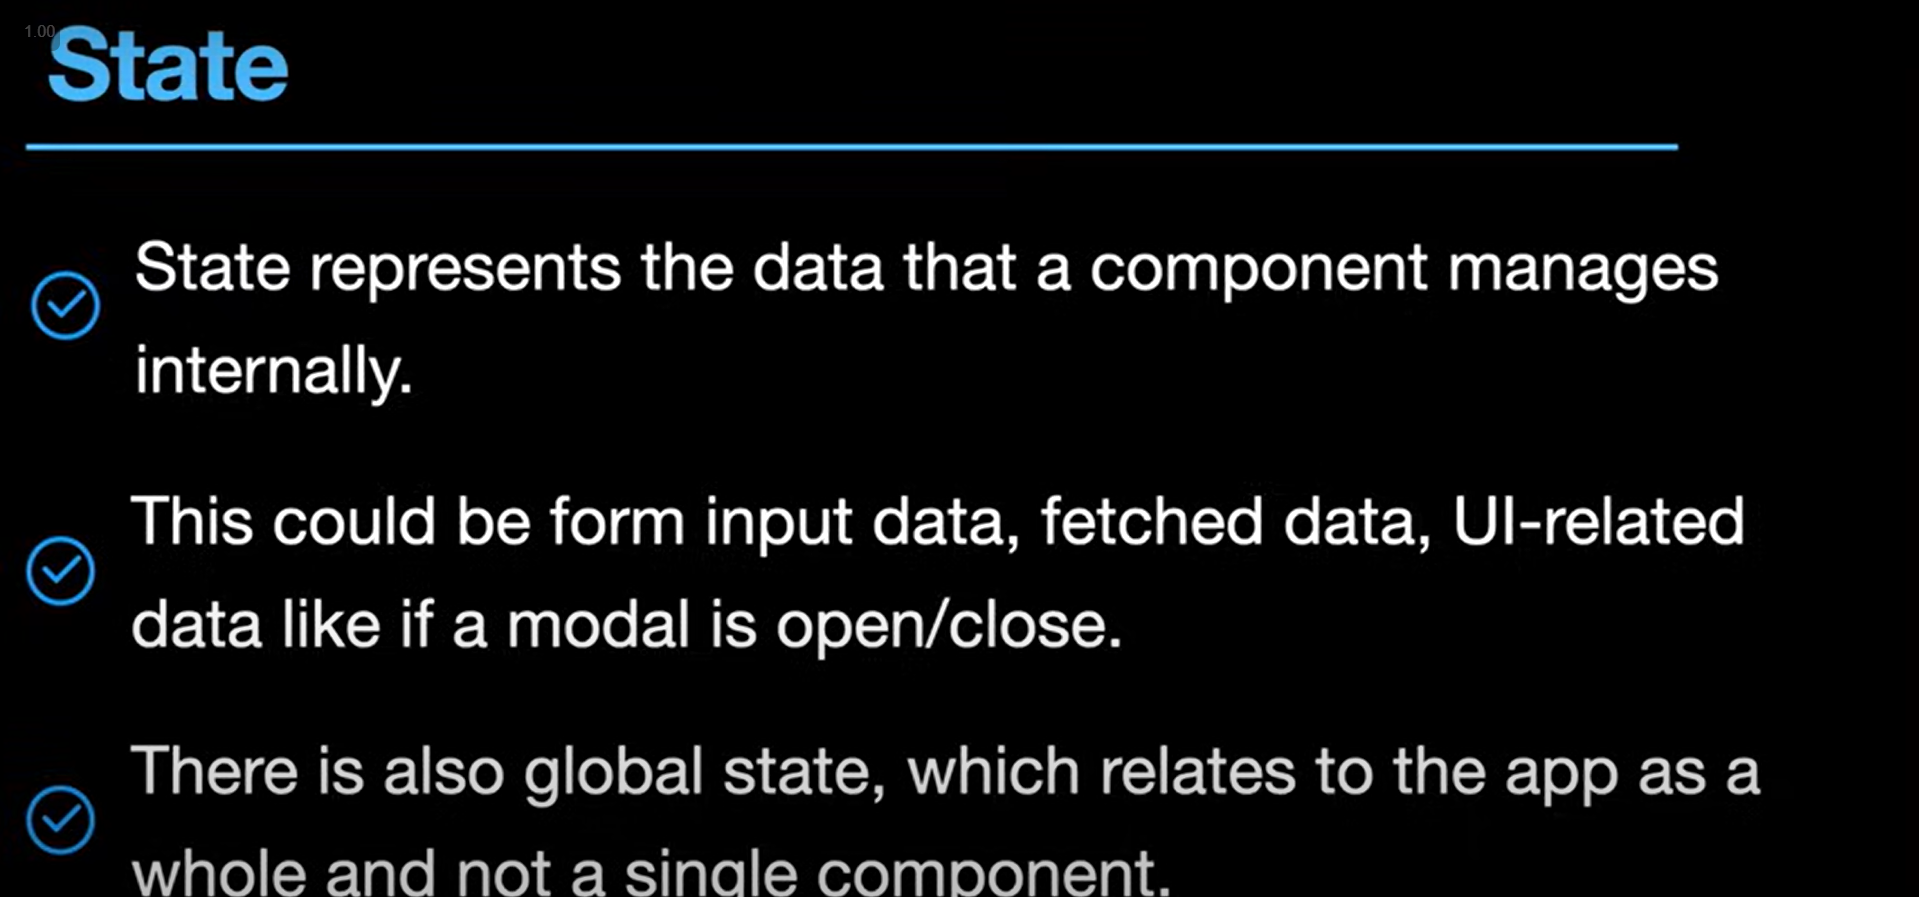 1.00
State
State represents the data that a component manages
internally.
This could be form input data, fetched data, UI-related
data like if a modal is open/close.
There is also global state, which relates to the app as a
whole and not a single component.